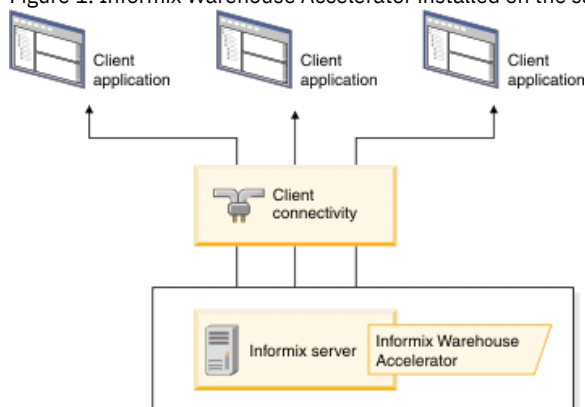 Figure 1. Informix Warehouse Accelerator installed on the
Client
application
Client
application
Client
application
Client
connectivity
Informix server
Informix Warehouse
Accelerator